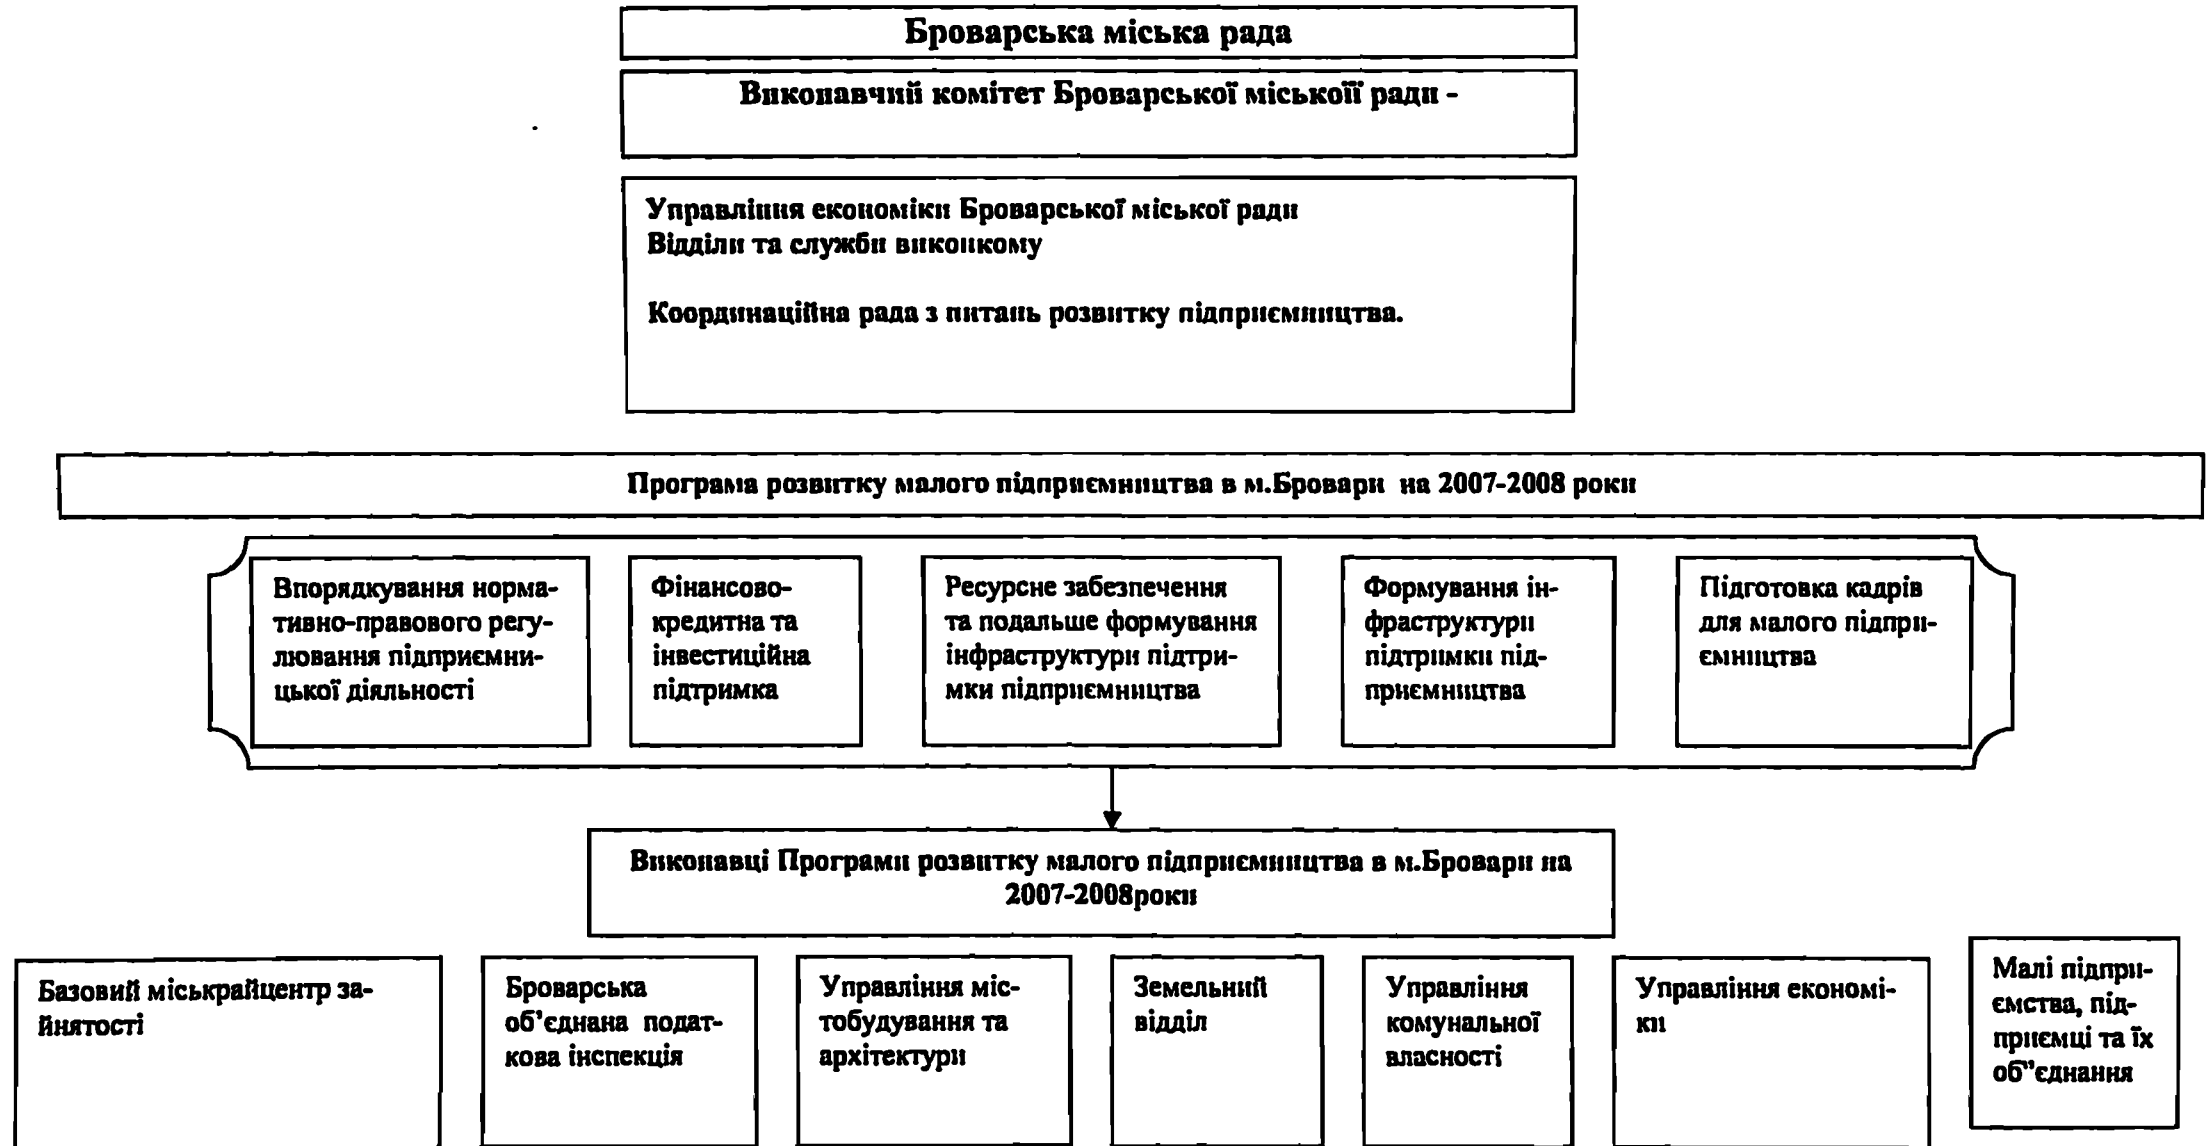 Броварська міська рада
Виконавчий комітет Броварської міськоїї ради -
Управління економіки Броварської міської ради
Відділи та служби виконкому
Координаційна рада з питань розвитку підприємництва.
Програма розвитку малого підприємництва в м.Бровари на 2007-2008 роки
Впорядкування норма-
тивно-правового регу-
лювання підприємни-
цької діяльності
Фінансово-
кредитна та
інвестиційна
підтримка
Ресурсне забезпечення
та подальше формування
інфраструктури підтри-
мки підприємництва
Формування ін-
фраструктури
підтримки під-
приємництва
Підготовка кадрів
для малого підпри-
ємництва
Виконавці Програми розвитку малого підприємництва в м.Бровари на
2007-2008роки
Базовий міськрайцентр за-
йнятості
Броварська
об’єднана подат-
кова інспекція
Управління міс-
тобудування та
архітектури
Земельний
відділ
Управління
комунальної
власності
Управління економі-
ки
Малі підпри-
ємства, під-
приємці та їх
об”єднання